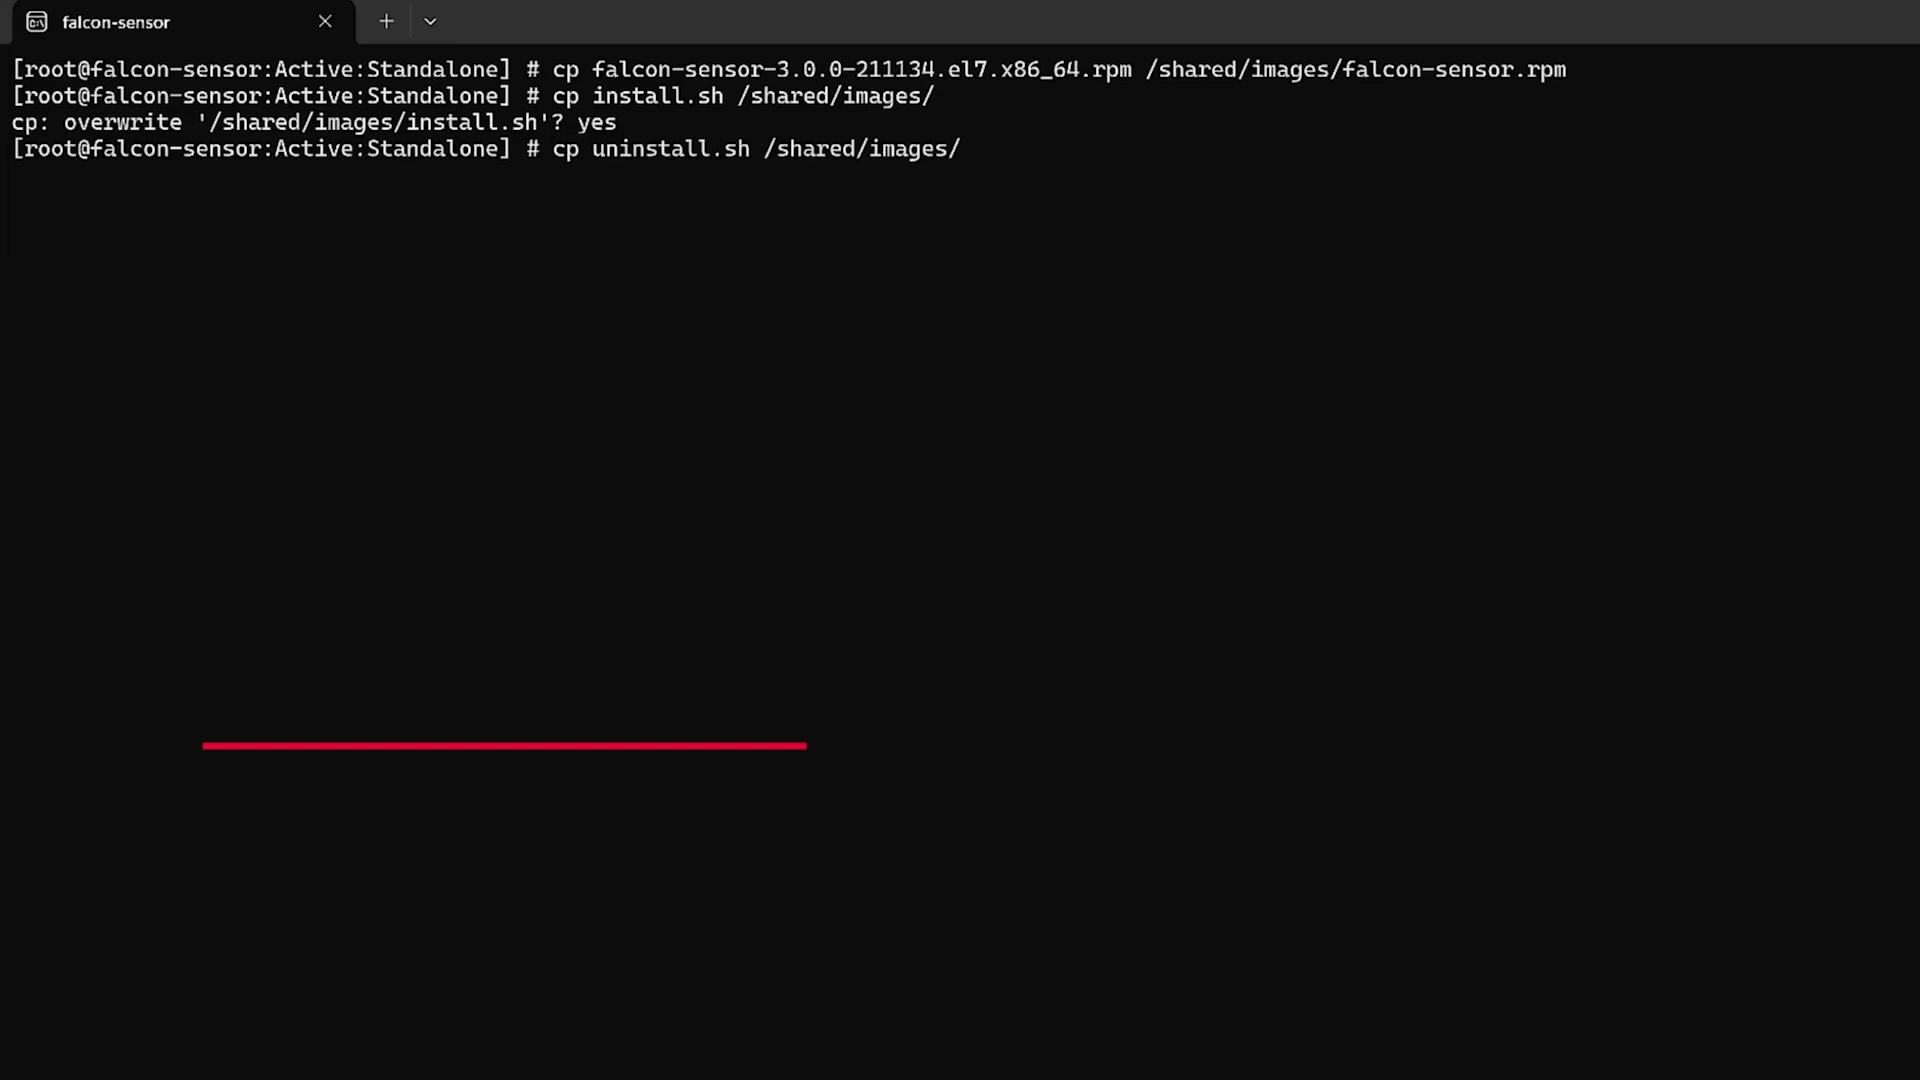 falcon-sensor
[root@falcon-sensor:Active:Standalone] # cp falcon-sensor-3.0.0-211134.el7.x86_64.rpm /shared/images/falcon-sensor.rpm
[root@falcon-sensor:Active:Standalone] # cp install.sh /shared/images/
cp: overwrite '/shared/images/install.sh'? yes
[root@falcon-sensor:Active:Standalone] # cp uninstall.sh /shared/images/